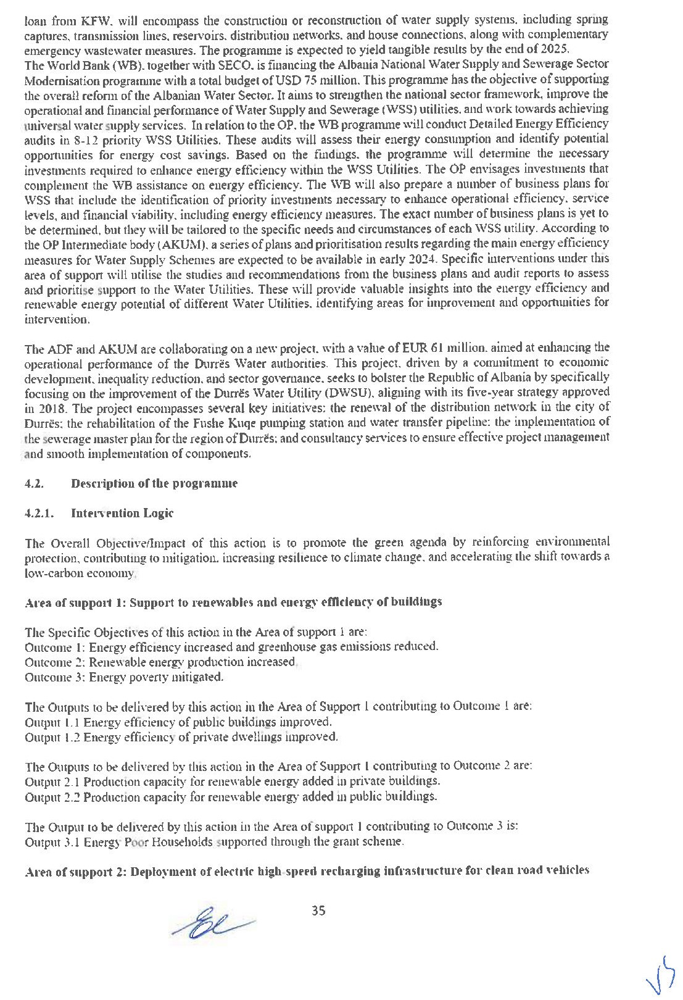 loan from KFW, will encompass the construction or reconstruction of water supply systems, including spring
captures, transmission lines, reservoirs, distribution networks, and house connections, along with complementary
emergency wastewater measures. The programme is expected to yield tangible results by the end of 2025.
The World Bank (WB), together with SECO, is financing the Albania National Water Supply and Sewerage Sector
Modernisation programme with a total budget of USD 75 million. This programme has the objective of supporting
the overall reform of the Albanian Water Sector. It aims to strengthen the national sector framework, improve the
operational and financial performance of Water Supply and Sewerage (WSS) utilities, and work towards achieving
universal water supply services. In relation to the OP, the WB programme will conduct Detailed Energy Efficiency
audits in 8-12 priority WSS Utilities. These audits will assess their energy consumption and identify potential
opportunities for energy cost savings. Based on the findings, the programme will determine the necessary
investments required to enhance energy efficiency within the WSS Utilities. The OP envisages investments that
complement the WB assistance on energy efficiency. The WB will also prepare a number of business plans for
WSS that include the identification of priority investments necessary to enhance operational efficiency, service
levels, and financial viability, including energy efficiency measures. The exact number of business plans is yet to
be determined, but they will be tailored to the specific needs and circumstances of each WSS utility. According to
the OP Intermediate body (AKUM), a series of plans and prioritisation results regarding the main energy efficiency
measures for Water Supply Schemes are expected to be available in early 2024. Specific interventions under this
area of support will utilise the studies and recommendations from the business plans and audit reports to assess
and prioritise support to the Water Utilities. These will provide valuable insights into the energy efficiency and
renewable energy potential of different Water Utilities, identifying areas for improvement and opportunities for
intervention.
The ADF and AKUM are collaborating on a new project, with a value of EUR 61 million, aimed at enhancing the
operational performance of the Durrës Water authorities. This project, driven by a commitment to economic
development, inequality reduction, and sector governance, seeks to bolster the Republic of Albania by specifically
focusing on the improvement of the Durrës Water Utility (DWSU), aligning with its five-year strategy approved
in 2018. The project encompasses several key initiatives: the renewal of the distribution network in the city of
Durrës; the rehabilitation of the Fushe Kuqe pumping station and water transfer pipeline; the implementation of
the sewerage master plan for the region of Durrës; and consultancy services to ensure effective project management
and smooth implementation of components.
4.2. Description of the programme
4.2.1. Intervention Logic
The Overall Objective/Impact of this action is to promote the green agenda by reinforcing environmental
protection, contributing to mitigation, increasing resilience to climate change, and accelerating the shift towards a
low-carbon economy.
Area of support 1: Support to renewables and energy efficiency of buildings
The Specific Objectives of this action in the Area of support 1 are:
Outcome 1: Energy efficiency increased and greenhouse gas emissions reduced.
Outcome 2: Renewable energy production increased.
Outcome 3: Energy poverty mitigated.
The Outputs to be delivered by this action in the Area of Support 1 contributing to Outcome 1 are:
Output 1.1 Energy efficiency of public buildings improved.
Output 1.2 Energy efficiency of private dwellings improved.
The Outputs to be delivered by this action in the Area of Support 1 contributing to Outcome 2 are:
Output 2.1 Production capacity for renewable energy added in private buildings.
Output 2.2 Production capacity for renewable energy added in public buildings.
The Output to be delivered by this action in the Area of support 1 contributing to Outcome 3 is:
Output 3.1 Energy Poor Households supported through the grant scheme.
Area of support 2: Deployment of electric high-speed recharging infrastructure for clean road vehicles
35